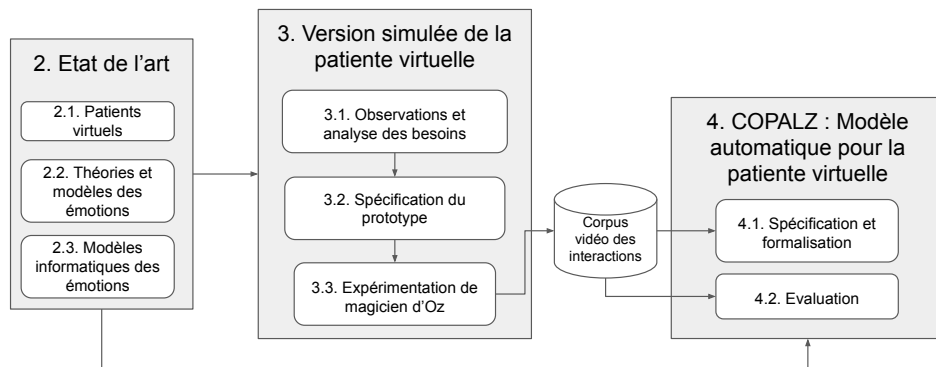 2. Etat de l’art
2.1. Patients
virtuels
2.2. Théories et
modèles des
émotions
2.3. Modèles
informatiques des
émotions
3. Version simulée de la
patiente virtuelle
3.1. Observations et
analyse des besoins
3.2. Spécification du
prototype
3.3. Expérimentation de
magicien d’Oz
Corpus
vidéo des
interactions
4. COPALZ : Modèle
automatique pour la
patiente virtuelle
4.1. Spécification et
formalisation
4.2. Evaluation